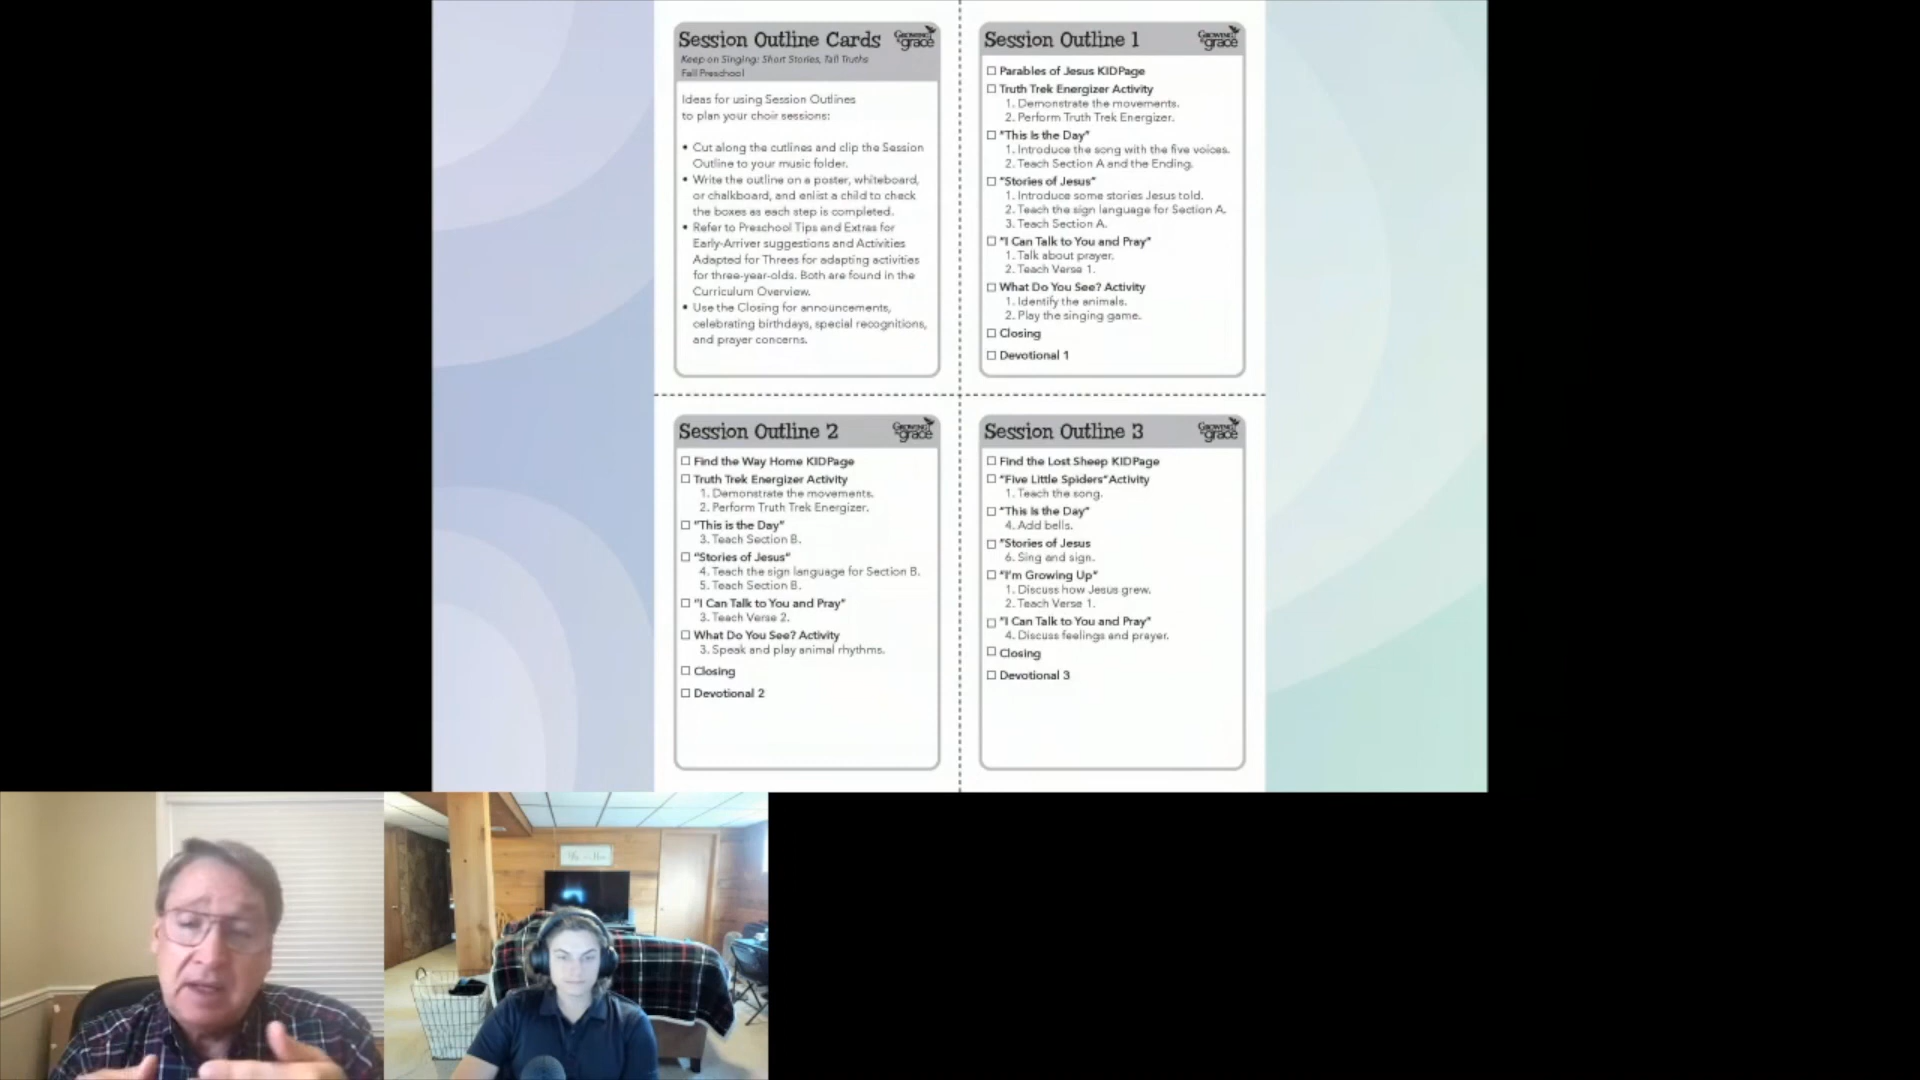 Session Outline Cards
GROWING in grace
Keep on Singing: Short Stories, Tall Truths
Fall Preschool
Ideas for using Session Outlines
to plan your choir sessions:
• Cut along the cutlines and clip the Session
Outline to your music folder.
• Write the outline on a poster, whiteboard,
or chalkboard, and enlist a child to check
the boxes as each step is completed.
• Refer to Preschool Tips and Extras for
Early-Arriver suggestions and Activities
Adapted for Threes for adapting activities
for three-year-olds. Both are found in the
Curriculum Overview.
• Use the Closing for announcements,
celebrating birthdays, special recognitions,
and prayer concerns.
Session Outline 1
GROWING in grace
☐ Parables of Jesus KIDPage
☐ Truth Trek Energizer Activity
1. Demonstrate the movements.
2. Perform Truth Trek Energizer.
☐ "This Is the Day"
1. Introduce the song with the five voices.
2. Teach Section A and the Ending.
☐ "Stories of Jesus"
1. Introduce some stories Jesus told.
2. Teach the sign language for Section A.
3. Teach Section A.
☐ "I Can Talk to You and Pray"
1. Talk about prayer.
2. Teach Verse 1.
☐ What Do You See? Activity
1. Identify the animals.
2. Play the singing game.
☐ Closing
☐ Devotional 1
Session Outline 2
GROWING in grace
☐ Find the Way Home KIDPage
☐ Truth Trek Energizer Activity
1. Demonstrate the movements.
2. Perform Truth Trek Energizer.
☐ "This is the Day"
3. Teach Section B.
☐ "Stories of Jesus"
4. Teach the sign language for Section B.
5. Teach Section B.
☐ "I Can Talk to You and Pray"
3. Teach Verse 2.
☐ What Do You See? Activity
3. Speak and play animal rhythms.
☐ Closing
☐ Devotional 2
Session Outline 3
GROWING in grace
☐ Find the Lost Sheep KIDPage
☐ "Five Little Spiders"Activity
1. Teach the song.
☐ "This Is the Day"
4. Add bells.
☐ "Stories of Jesus
6. Sing and sign.
☐ "I'm Growing Up"
1. Discuss how Jesus grew.
2. Teach Verse 1.
☐ "I Can Talk to You and Pray"
4. Discuss feelings and prayer.
☐ Closing
☐ Devotional 3